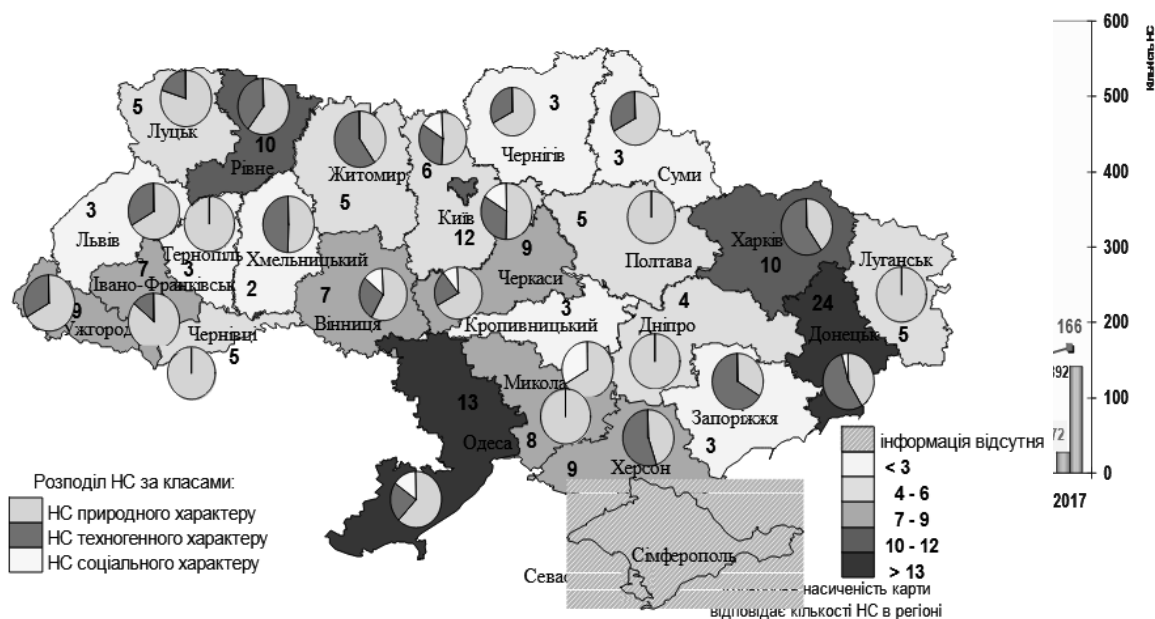 600
500
400
300
200
100
0
Кількість НС
166
72
2017
5
Луцьк
10
Рівне
Житомир
5
6
Київ
12
3
Чернігів
3
Суми
3
Львів
Тернопіль
3
Хмельницький
2
7
Івано-Франківськ
9
Ужгород
Чернівці
5
7
Вінниця
9
Черкаси
5
Полтава
Харків
10
Луганськ
5
24
Донецьк
3
Кропивницький
4
Дніпро
Запоріжжя
3
Микола
8
13
Одеса
9
Херсон
Сімферополь
Севас
Розподіл НС за класами:
НС природного характеру
НС техногенного характеру
НС соціального характеру
інформація відсутня
< 3
4 - 6
7 - 9
10 - 12
> 13
насиченість карти
відповідає кількості НС в регіоні